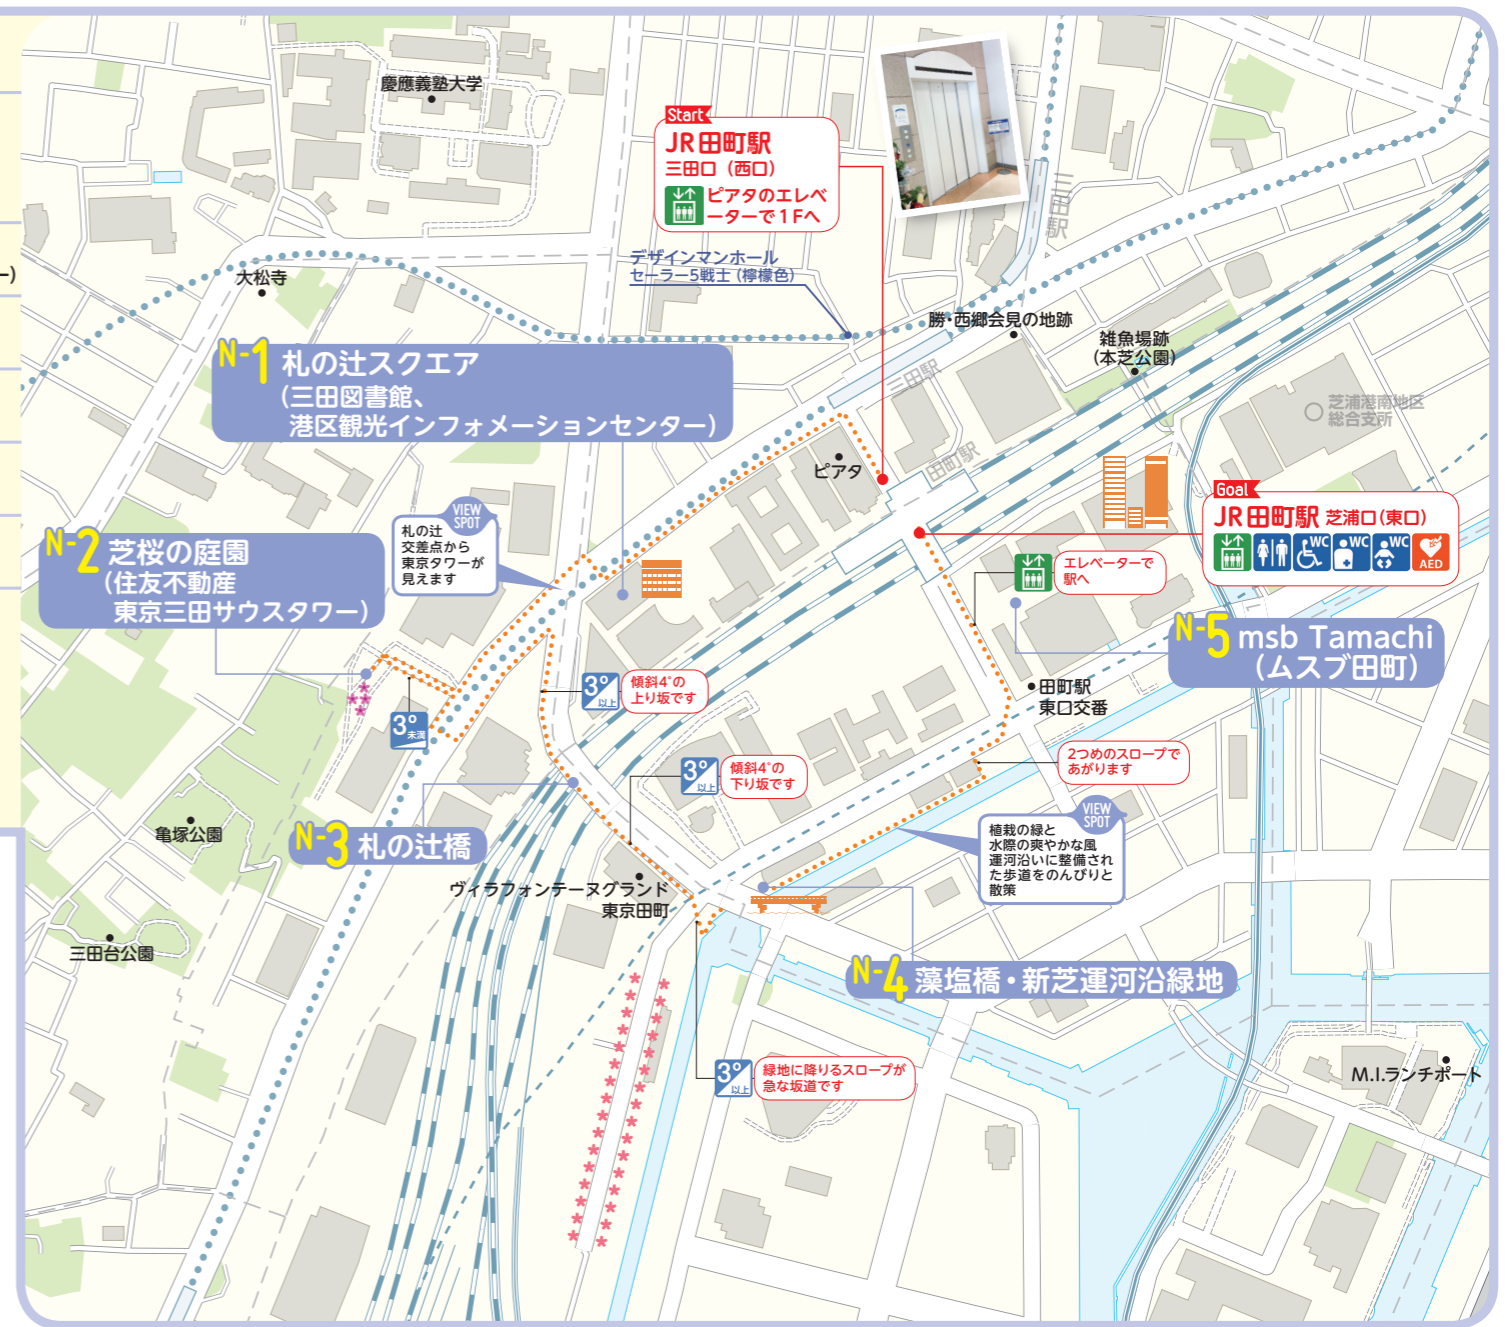 ー)
慶應義塾大学
Start
JR田町駅
三田口（西口）
ピアタのエレベ
ーターで1Fへ
三田駅
デザインマンホール
セーラー5戦士（檸檬色）
大松寺
勝・西郷会見の地跡
雑魚場跡
(本芝公園)
N-1 札の辻スクエア
(三田図書館、
港区観光インフォメーションセンター)
三田駅
芝浦港南地区
総合支所
ピアタ
田町駅
Goal
JR田町駅 芝浦口(東口)
WC
WC
WC
AED
VIEW
SPOT
札の辻
交差点から
東京タワーが
見えます
N-2 芝桜の庭園
(住友不動産
東京三田サウスタワー)
エレベーターで
駅へ
N-5 msb Tamachi
(ムスブ田町)
3°
以上
傾斜4°の
上り坂です
田町駅
東口交番
3°
未満
3°
以上
傾斜4°の
下り坂です
2つめのスロープで
あがります
VIEW
SPOT
植栽の緑と
水際の爽やかな風
運河沿いに整備され
た歩道をのんびりと
散策
亀塚公園
N-3 札の辻橋
ヴィラフォンテーヌグランド
東京田町
三田台公園
N-4 藻塩橋・新芝運河沿緑地
3°
以上
緑地に降りるスロープが
急な坂道です
M.I.ランチポート